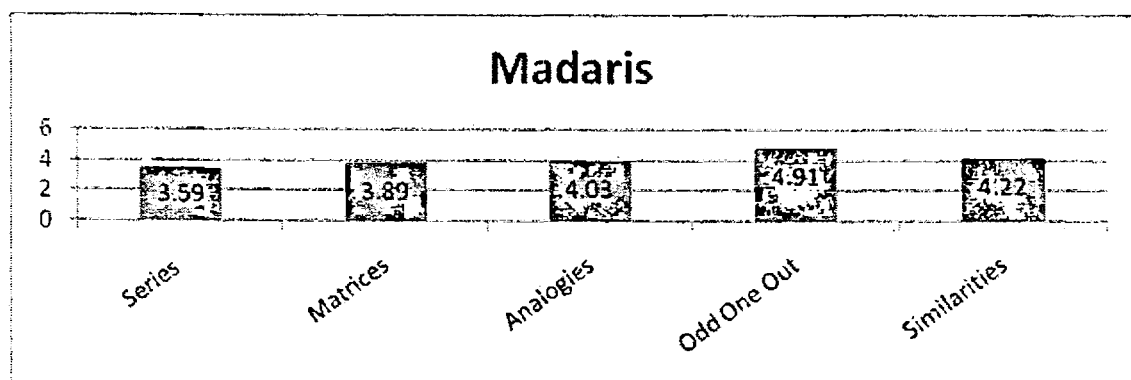 Madaris
6
4
2
0
3.59
3.89
4.03
4.91
4.22
Series
Matrices
Analogies
Odd One Out
Similarities